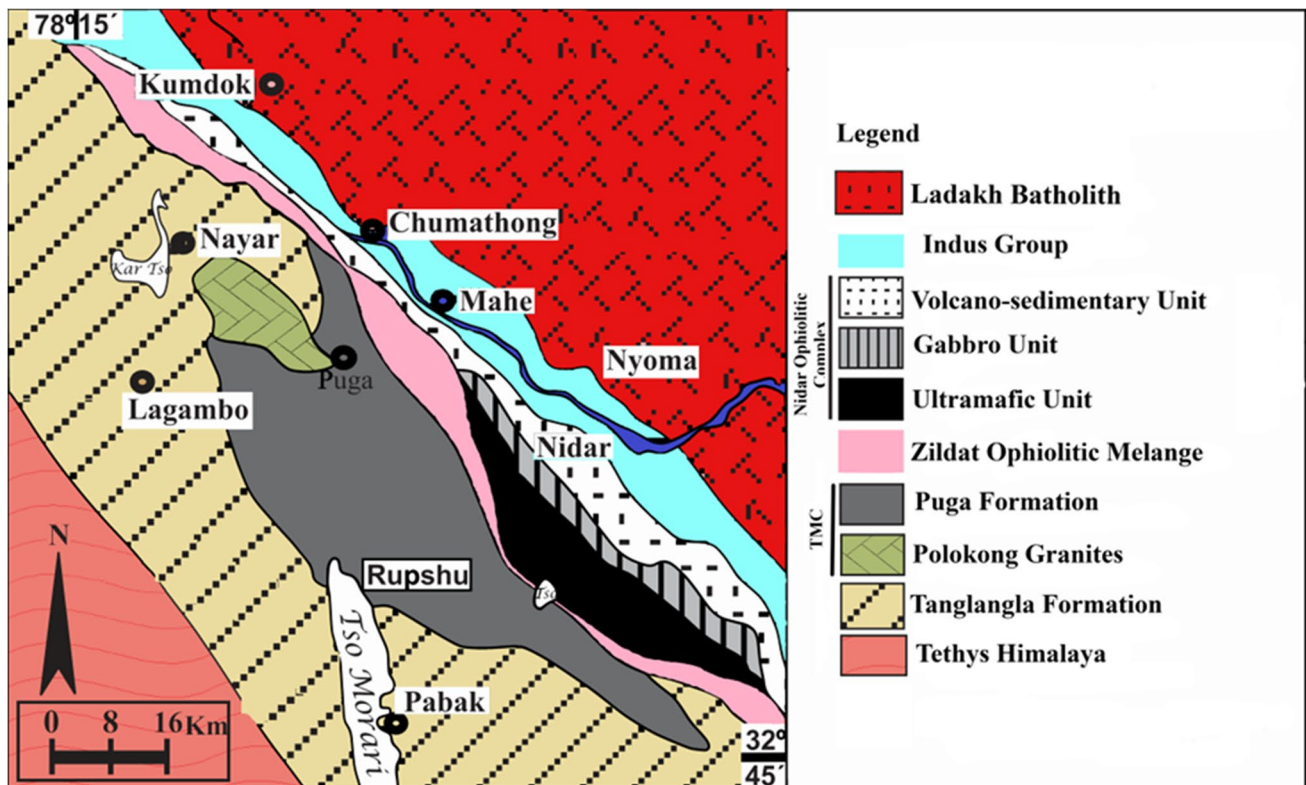 78° 15´
Kumdok
Chumathong
Nayar
Kar Tso
Mahe
Nyoma
Puga
Lagambo
Nidar
Rupshu
Tso
Tso Morari
Pabak
N
0 8 16 Km
32°
45´
Legend
Ladakh Batholith
Indus Group
Nidar Ophiolitic
Complex
Volcano-sedimentary Unit
Gabbro Unit
Ultramafic Unit
Zildat Ophiolitic Melange
TMC
Puga Formation
Polokong Granites
Tanglangla Formation
Tethys Himalaya